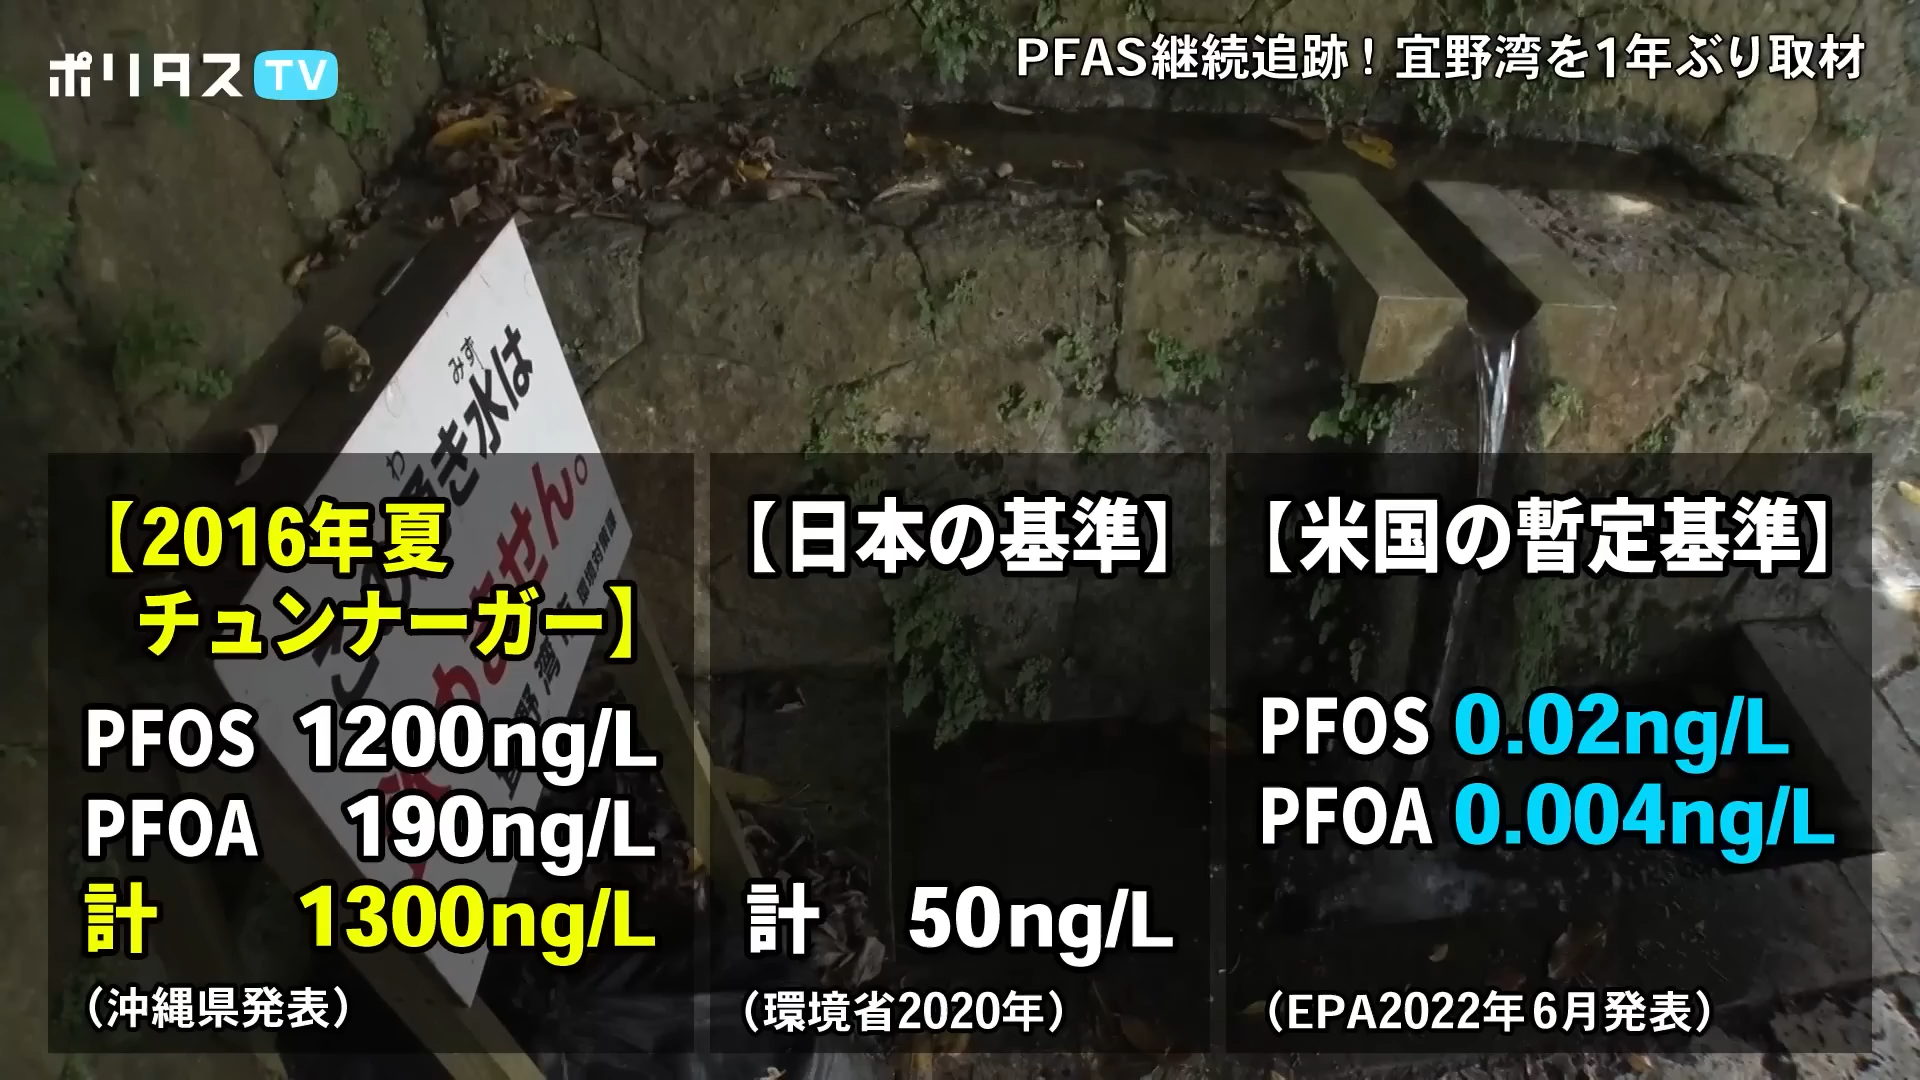 ポリタスTV
PFAS継続追跡！宜野湾を1年ぶり取材
みず
わ
き水は
せん。
【2016年夏
チュンナーガー】
PFOS 1200ng/L
PFOA 190ng/L
計 1300ng/L
（沖縄県発表）
【日本の基準】
計 50ng/L
（環境省2020年）
【米国の暫定基準】
PFOS 0.02ng/L
PFOA 0.004ng/L
（EPA2022年6月発表）